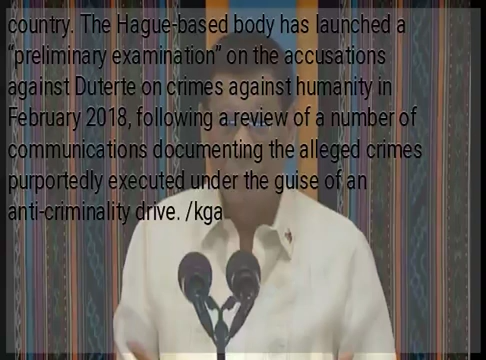 country. The Hague-based body has launched a
“preliminary examination” on the accusations
against Duterte on crimes against humanity in
February 2018, following a review of a number of
communications documenting the alleged crimes
purportedly executed under the guise of an
anti-criminality drive. /kga